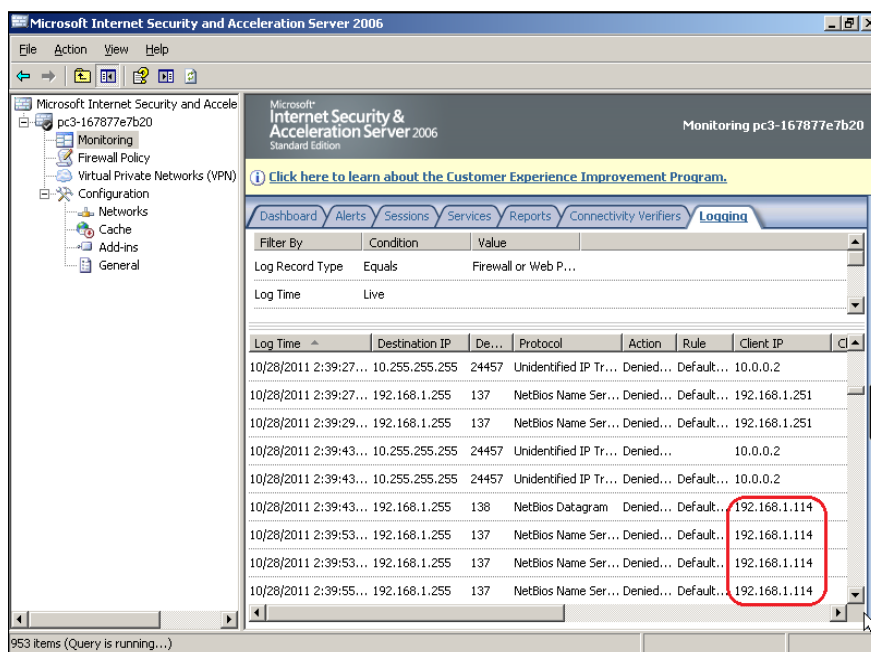 Microsoft Internet Security and Acceleration Server 2006
File Action View Help
Microsoft Internet Security and Accele
pc3-167877e7b20
Monitoring
Firewall Policy
Virtual Private Networks (VPN)
Configuration
Networks
Cache
Add-ins
General
Microsoft
Internet Security &
Acceleration Server 2006
Standard Edition
Monitoring pc3-167877e7b20
Click here to learn about the Customer Experience Improvement Program.
Dashboard Alerts Sessions Services Reports Connectivity Verifiers Logging
Filter By Condition Value
Log Record Type Equals Firewall or Web P...
Log Time Live
Log Time Destination IP De... Protocol Action Rule Client IP Cl
10/28/2011 2:39:27... 10.255.255.255 24457 Unidentified IP Tr... Denied... Default... 10.0.0.2
10/28/2011 2:39:27... 192.168.1.255 137 NetBios Name Ser... Denied... Default... 192.168.1.251
10/28/2011 2:39:29... 192.168.1.255 137 NetBios Name Ser... Denied... Default... 192.168.1.251
10/28/2011 2:39:43... 10.255.255.255 24457 Unidentified IP Tr... Denied... 10.0.0.2
10/28/2011 2:39:43... 10.255.255.255 24457 Unidentified IP Tr... Denied... Default... 10.0.0.2
10/28/2011 2:39:43... 192.168.1.255 138 NetBios Datagram Denied... Default... 192.168.1.114
10/28/2011 2:39:53... 192.168.1.255 137 NetBios Name Ser... Denied... Default... 192.168.1.114
10/28/2011 2:39:53... 192.168.1.255 137 NetBios Name Ser... Denied... Default... 192.168.1.114
10/28/2011 2:39:55... 192.168.1.255 137 NetBios Name Ser... Denied... Default... 192.168.1.114
953 items (Query is running...)